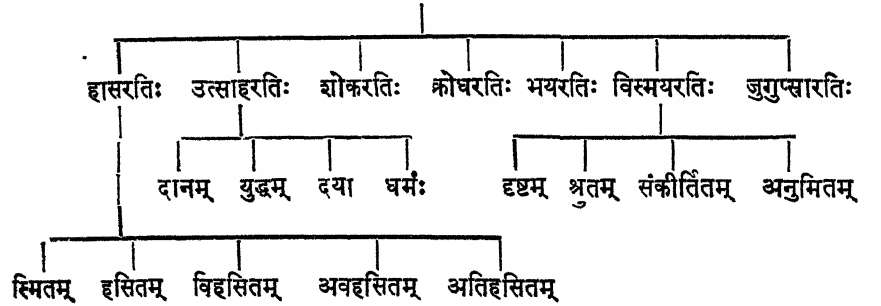 हासरतिः उत्साहरतिः शोकरतिः क्रोधरतिः भयरतिः विस्मयरतिः जुगुप्सारतिः
दानम् युद्धम् दया धर्मः दृष्टम् श्रुतम् संकीर्तितम् अनुमितम्
स्मितम् हसितम् विहसितम् अवहसितम् अतिहसितम्